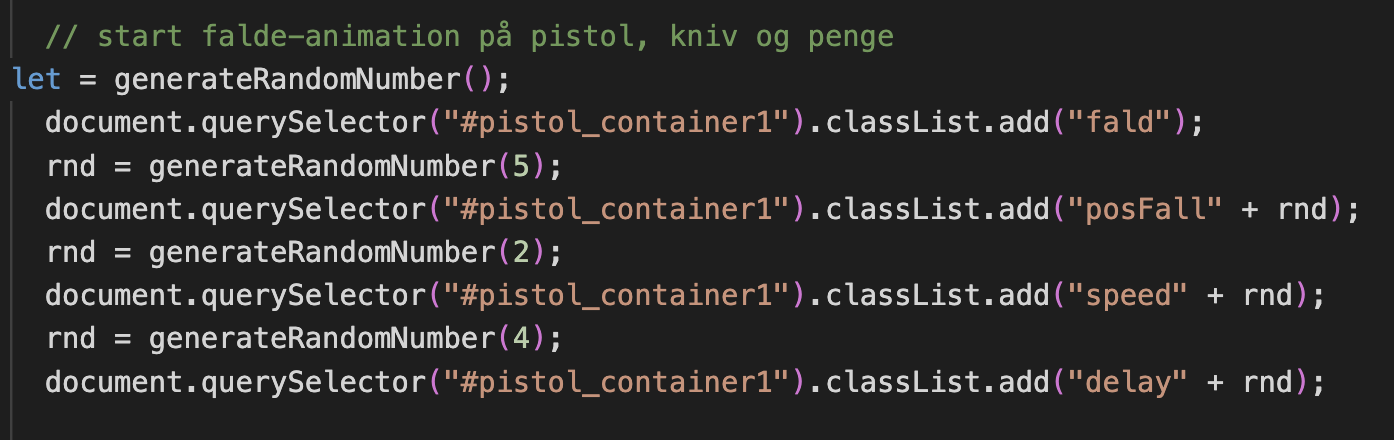 // start falde-animation på pistol, kniv og penge
let = generateRandomNumber();
document.querySelector("#pistol_container1").classList.add("fald");
rnd = generateRandomNumber(5);
document.querySelector("#pistol_container1").classList.add("posFall" + rnd);
rnd = generateRandomNumber(2);
document.querySelector("#pistol_container1").classList.add("speed" + rnd);
rnd = generateRandomNumber(4);
document.querySelector("#pistol_container1").classList.add("delay" + rnd);